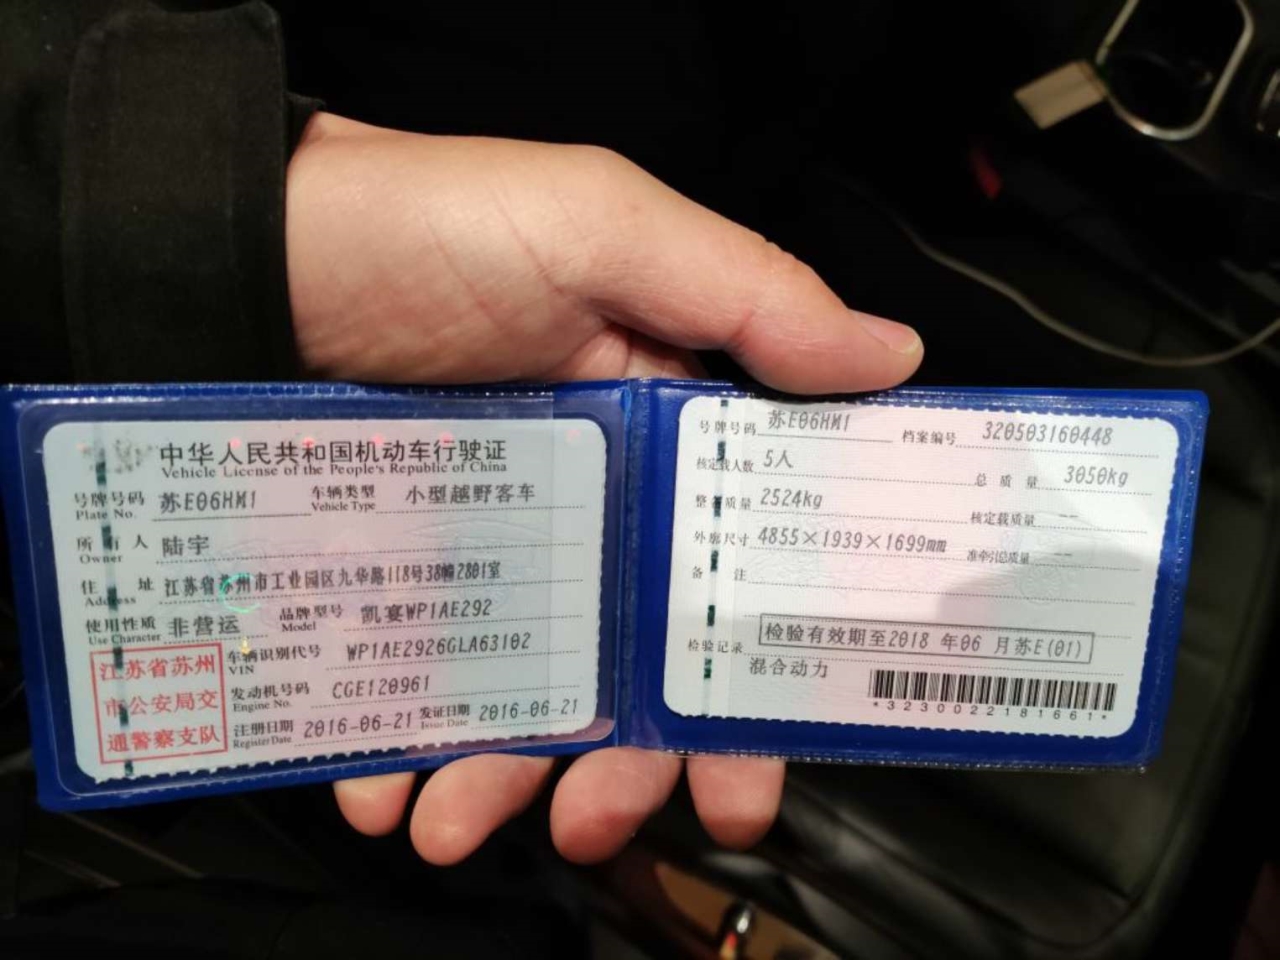 中华人民共和国机动车行驶证
Vehicle License of the People's Republic of China
号牌号码 苏E06HM1 车辆类型 小型越野客车
Plate No. Vehicle Type
所有人 陆宇
Owner
住址 江苏省苏州市工业园区九华路118号38幢2801室
Address
使用性质 非营运 品牌型号 凯宴WP1AE292
Use Character Model
江苏省苏州
市公安局交
通警察支队
车辆识别代号 WP1AE2926GLA63102
VIN
发动机号码 CGE120961
Engine No.
注册日期 2016-06-21 发证日期 2016-06-21
Register Date Issue Date
号牌号码 苏E06HM1 档案编号 320503160448
核定载人数 5人 总质量 3050kg
整备质量 2524kg 核定载质量 --
外廓尺寸 4855×1939×1699mm 准牵引总质量 --
备注
检验记录 检验有效期至2018 年06 月苏E(01)
混合动力
*3230022181661*